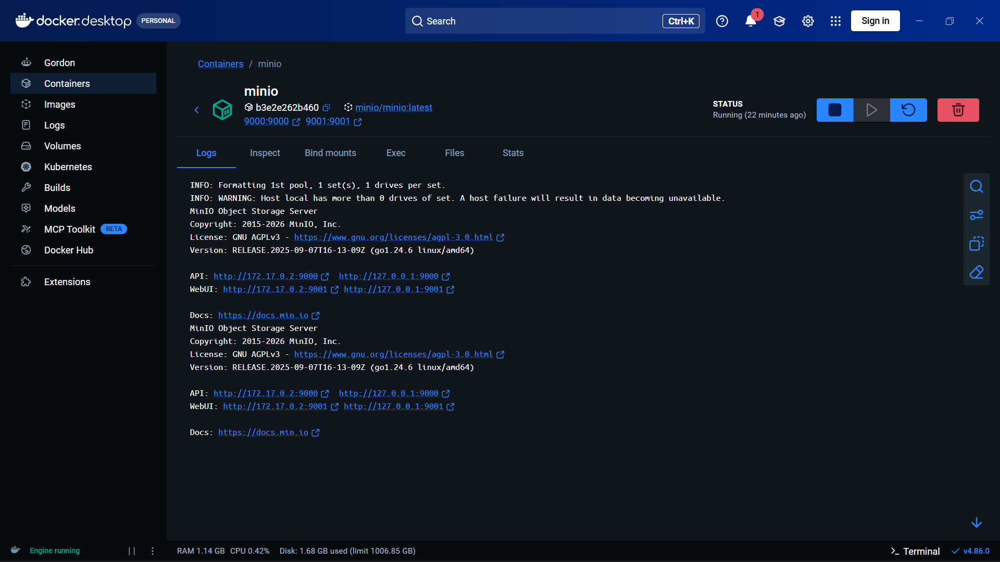 docker.desktop PERSONAL
Search Ctrl+K
1
Sign in
Gordon
Containers
Images
Logs
Volumes
Kubernetes
Builds
Models
MCP Toolkit BETA
Docker Hub
Extensions
Containers / minio
minio
b3e2e262b460 minio/minio:latest
9000:9000 9001:9001
STATUS
Running (22 minutes ago)
Logs Inspect Bind mounts Exec Files Stats
INFO: Formatting 1st pool, 1 set(s), 1 drives per set.
INFO: WARNING: Host local has more than 0 drives of set. A host failure will result in data becoming unavailable.
MinIO Object Storage Server
Copyright: 2015-2026 MinIO, Inc.
License: GNU AGPLv3 - https://www.gnu.org/licenses/agpl-3.0.html
Version: RELEASE.2025-09-07T16-13-09Z (go1.24.6 linux/amd64)
API: http://172.17.0.2:9000 http://127.0.0.1:9000
WebUI: http://172.17.0.2:9001 http://127.0.0.1:9001
Docs: https://docs.min.io
MinIO Object Storage Server
Copyright: 2015-2026 MinIO, Inc.
License: GNU AGPLv3 - https://www.gnu.org/licenses/agpl-3.0.html
Version: RELEASE.2025-09-07T16-13-09Z (go1.24.6 linux/amd64)
API: http://172.17.0.2:9000 http://127.0.0.1:9000
WebUI: http://172.17.0.2:9001 http://127.0.0.1:9001
Docs: https://docs.min.io
Engine running
RAM 1.14 GB CPU 0.42% Disk: 1.68 GB used (limit 1006.85 GB)
Terminal v4.86.0